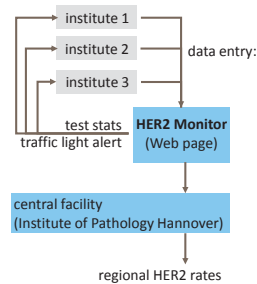 institute 1
institute 2
data entry:
institute 3
test stats
traffic light alert
HER2 Monitor
(Web page)
central facility
(Institute of Pathology Hannover)
regional HER2 rates